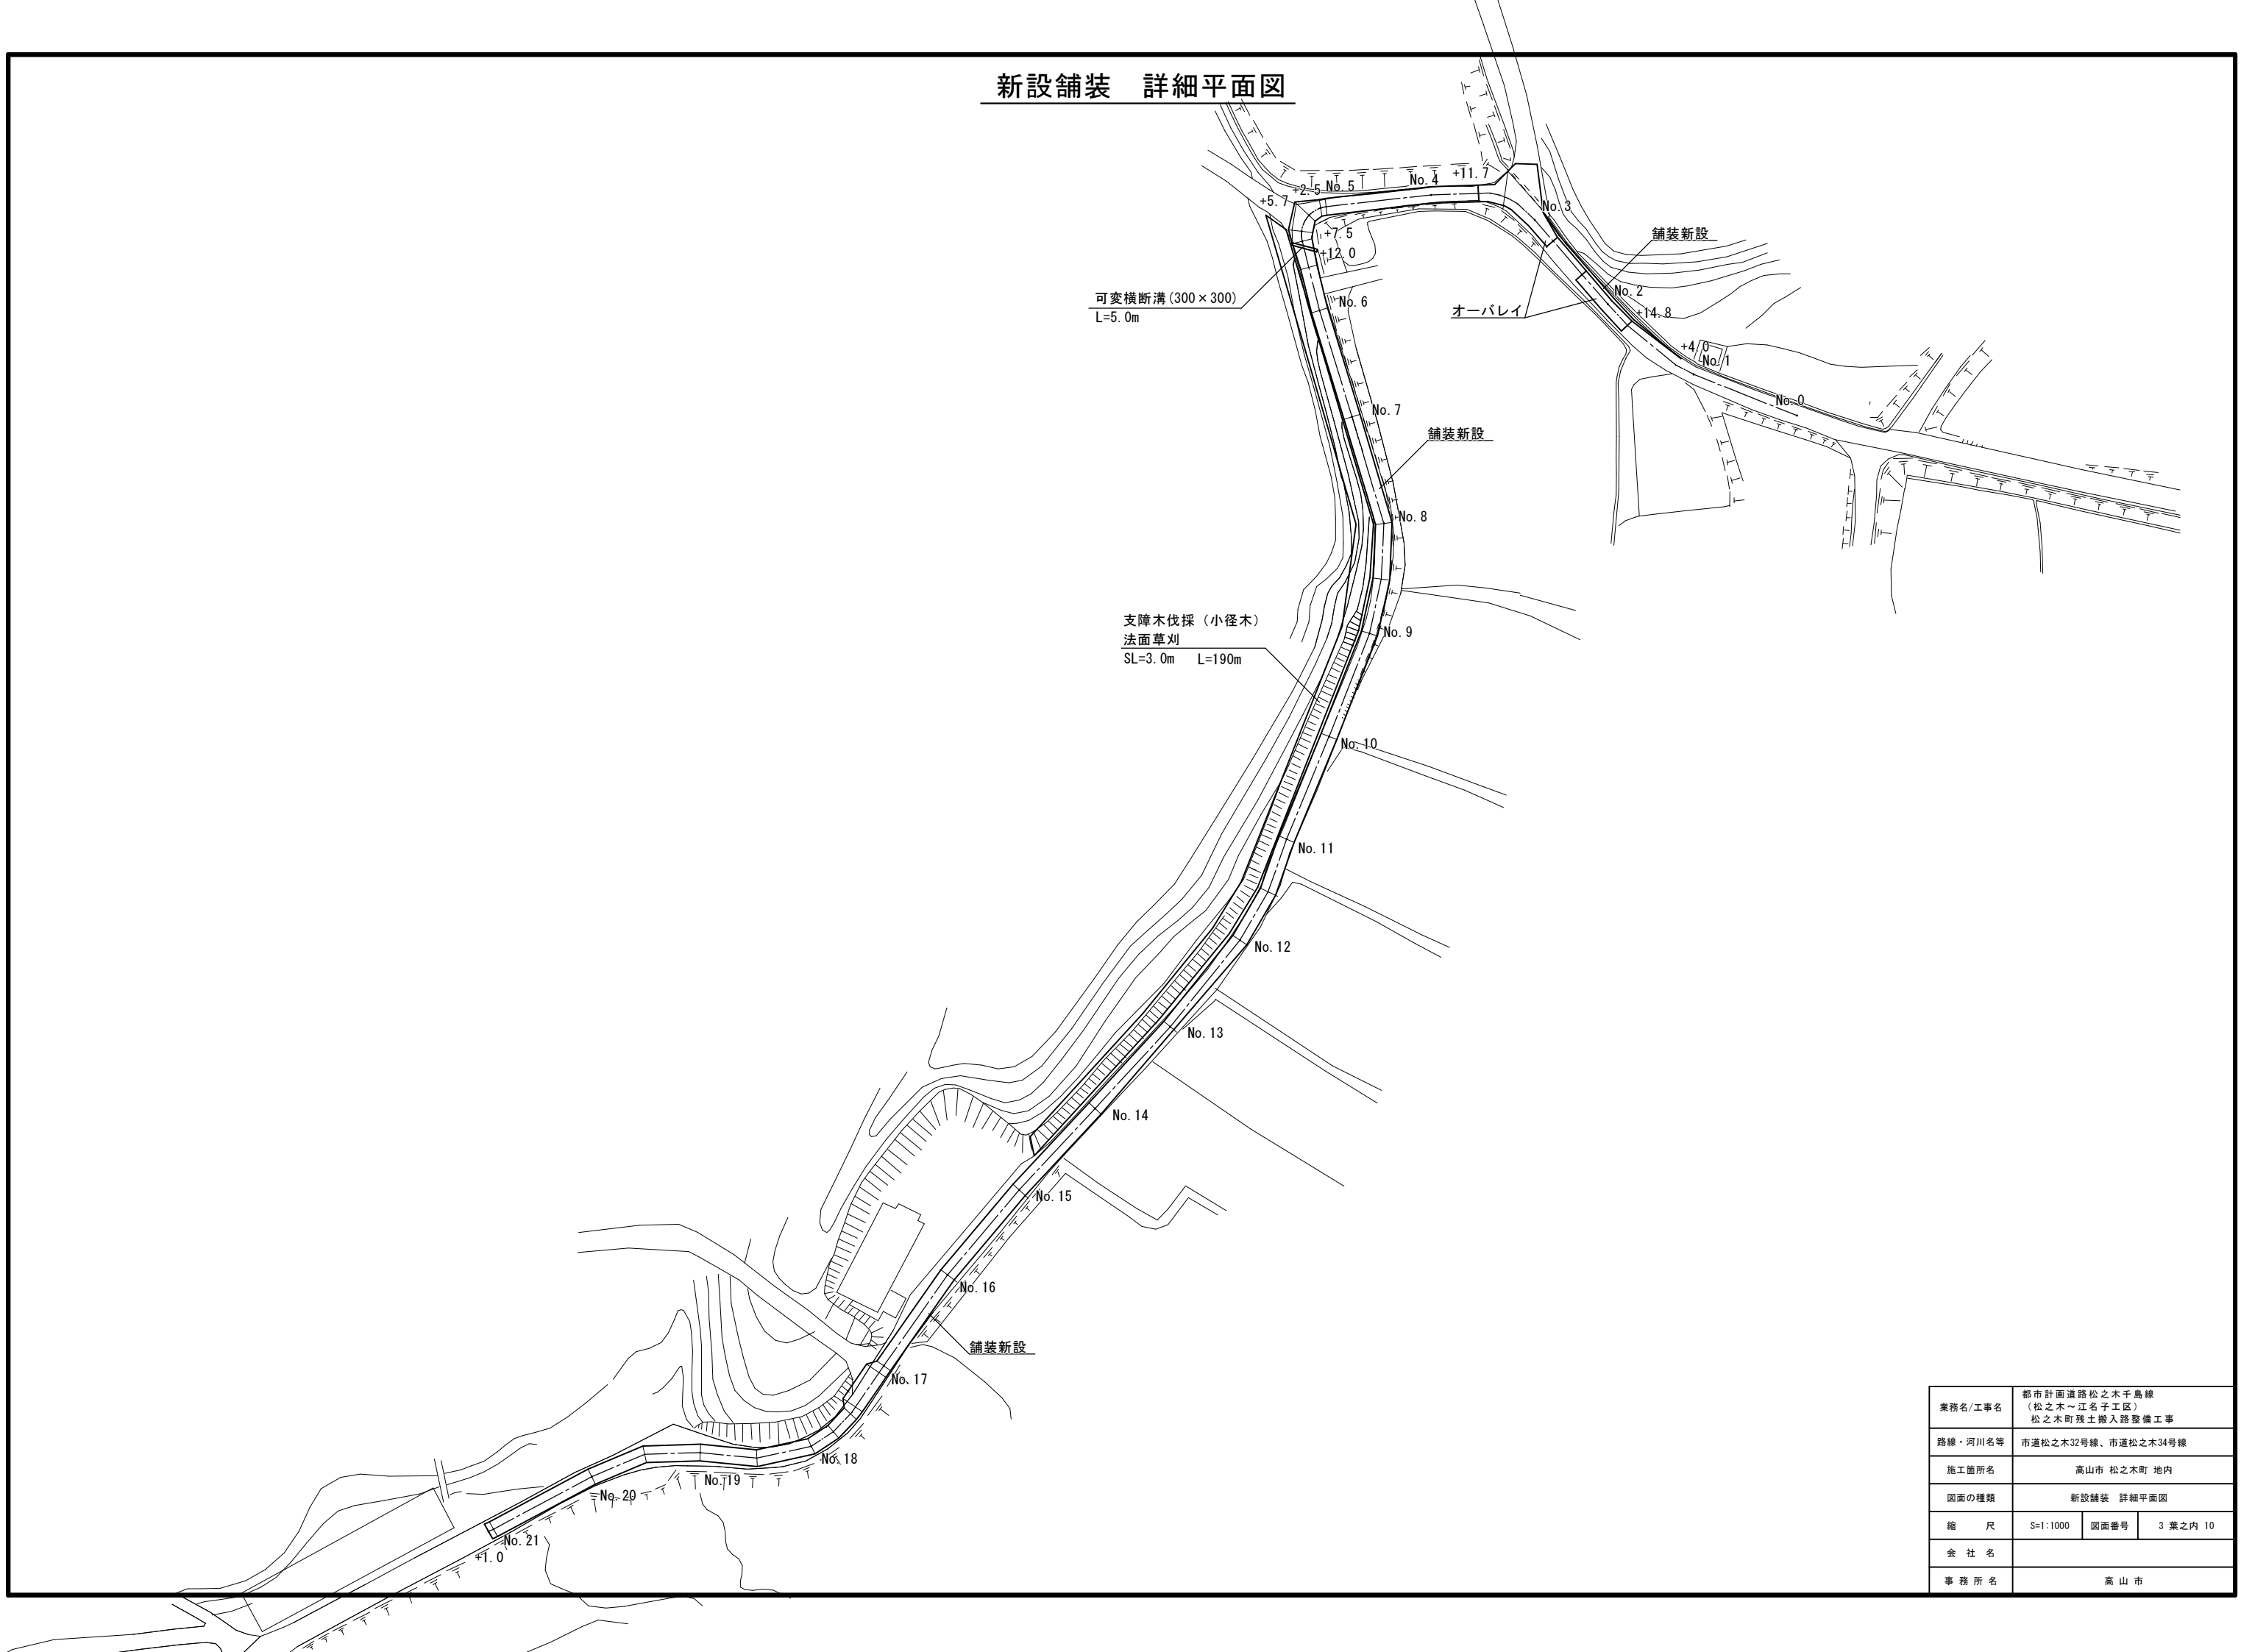 新設舗装　詳細平面図
+11.7
No.4
No.5
+2.5
+5.7
No.3
+7.5
+12.0
舗装新設
可変横断溝(300×300)
L=5.0m
No.6
オーバレイ
No.2
+14.8
+4.0
No.1
No.0
No.7
舗装新設
No.8
支障木伐採（小径木）
法面草刈
SL=3.0m　L=190m
No.9
No.10
No.11
No.12
No.13
No.14
No.15
No.16
舗装新設
No.17
No.18
No.19
No.20
No.21
+1.0
業務名/工事名
都市計画道路松之木千島線
（松之木～江名子工区）
松之木町残土搬入路整備工事
路線・河川名等　市道松之木32号線、市道松之木34号線
施工箇所名　高山市 松之木町 地内
図面の種類　新設舗装　詳細平面図
縮　尺　S=1:1000　図面番号　3 葉之内 10
会 社 名
事 務 所 名　高 山 市